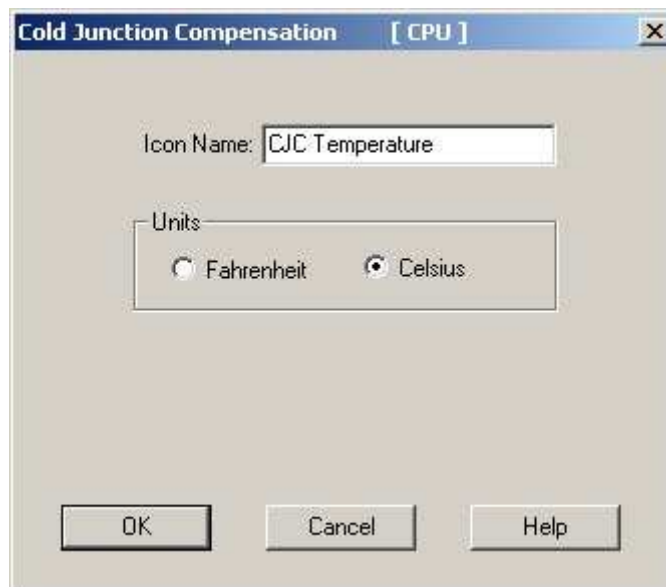 Cold Junction Compensation [ CPU ]
Icon Name: CJC Temperature
Units
Fahrenheit Celsius
OK Cancel Help